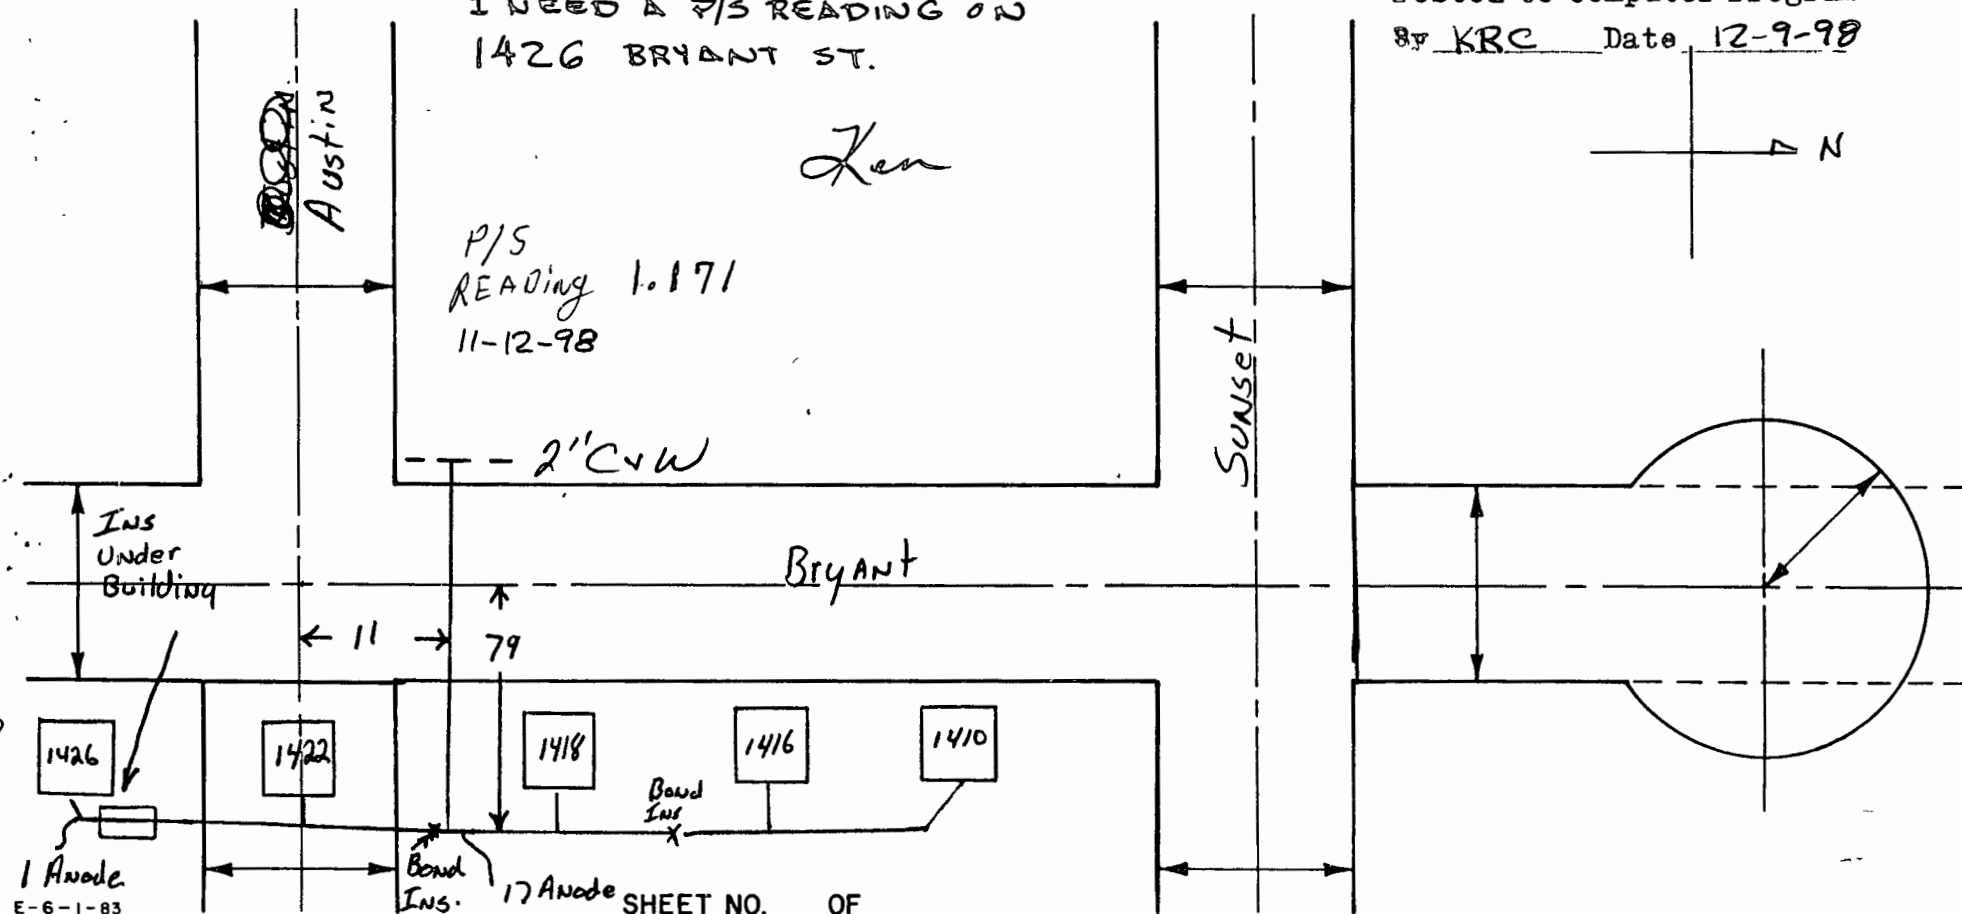 I NEED A P/S READING ON
1426 BRYANT ST.
By KRC Date 12-9-98
N
Austin
Ken
P/S
READing 1.171
11-12-98
Sunset
2"C&W
Ins
Under
Building
Bryant
11
79
1426
1422
1418
1416
1410
Bond
Ins
1 Anode
Bond
Ins.
17 Anode
SHEET NO. OF
E-6-1-83